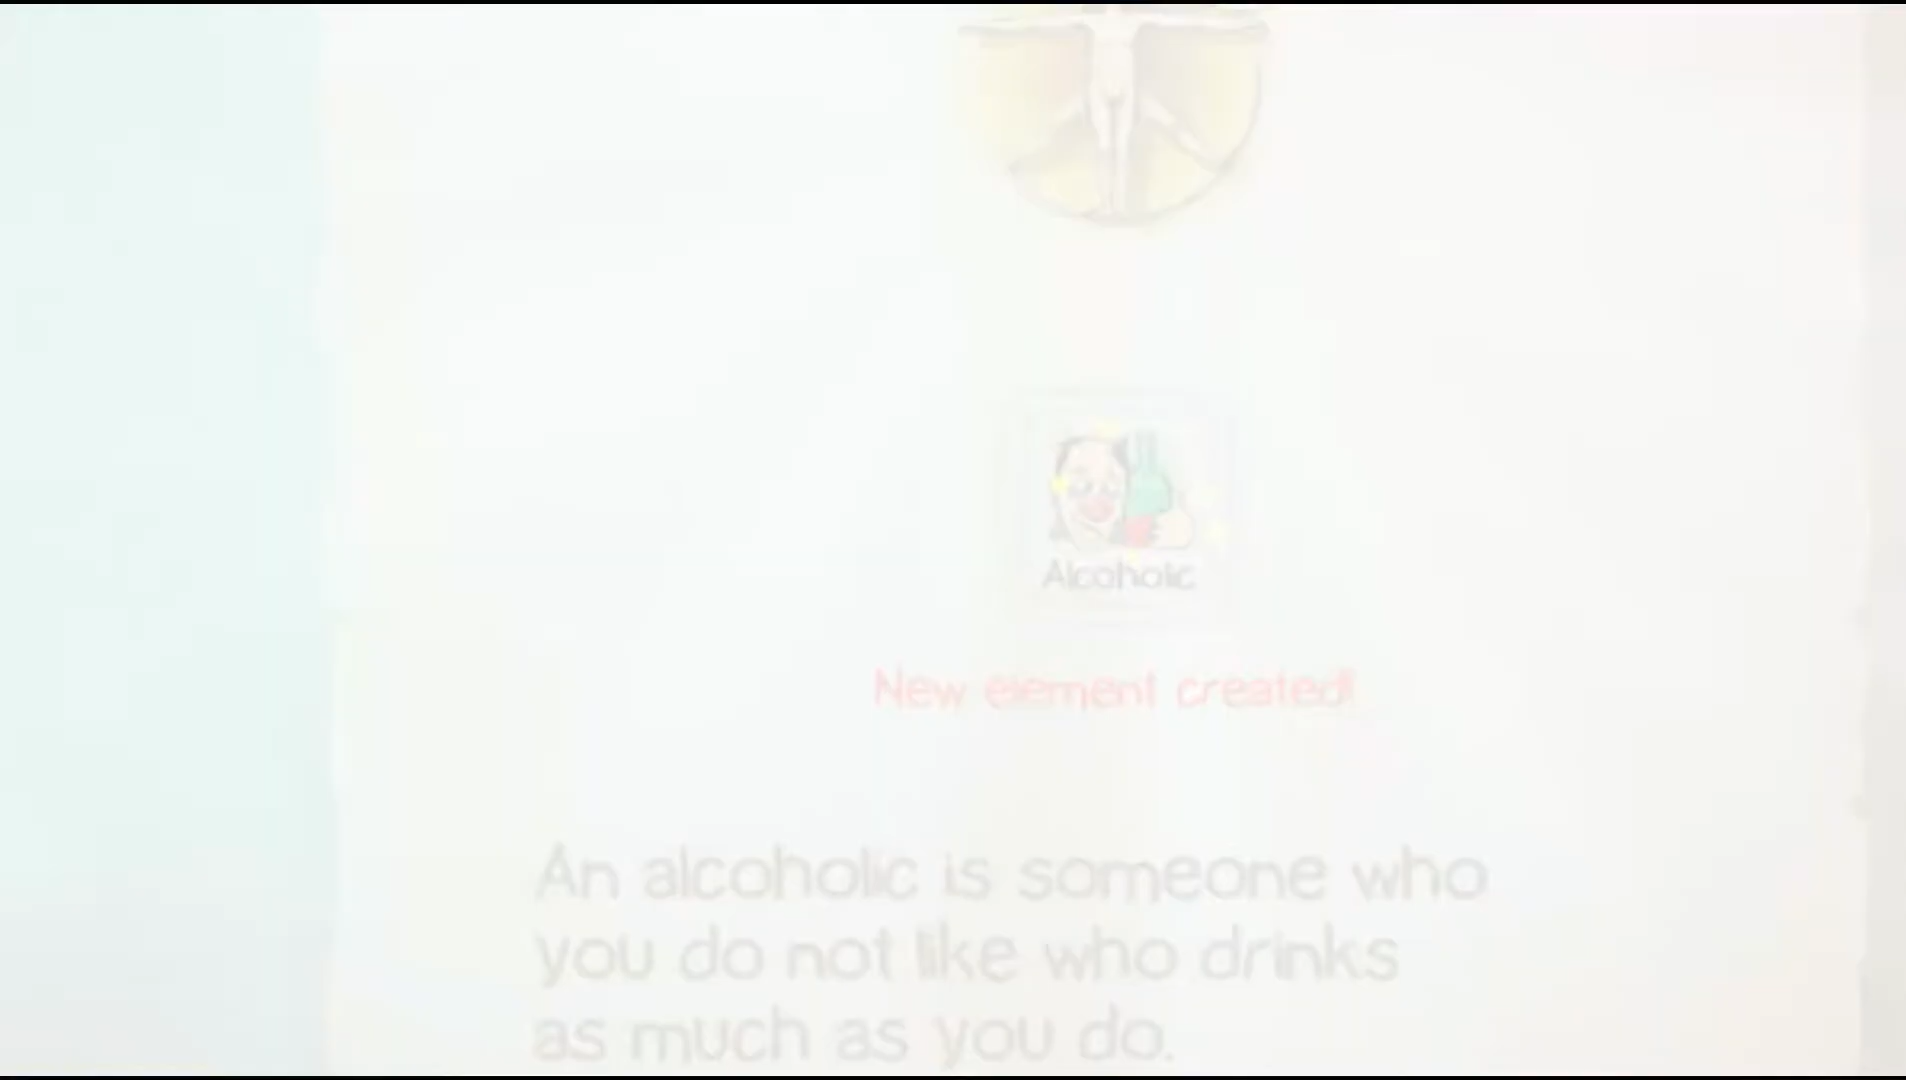 Alcoholic
New element created!
An alcoholic is someone who
you do not like who drinks
as much as you do.